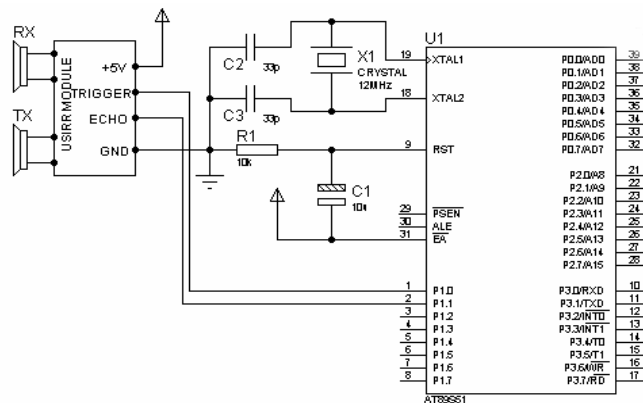 RX
TX
USIRR MODULE
+5V
TRIGGER
ECHO
GND
C2
33p
C3
33p
X1
CRYSTAL
12MHz
R1
10k
C1
10u
U1
19
XTAL1
18
XTAL2
9
RST
29
PSEN
30
ALE
31
EA
1
P1.0
2
P1.1
3
P1.2
4
P1.3
5
P1.4
6
P1.5
7
P1.6
8
P1.7
P0.0/AD0
39
P0.1/AD1
38
P0.2/AD2
37
P0.3/AD3
36
P0.4/AD4
35
P0.5/AD5
34
P0.6/AD6
33
P0.7/AD7
32
P2.0/A8
21
P2.1/A9
22
P2.2/A10
23
P2.3/A11
24
P2.4/A12
25
P2.5/A13
26
P2.6/A14
27
P2.7/A15
28
P3.0/RXD
10
P3.1/TXD
11
P3.2/INT0
12
P3.3/INT1
13
P3.4/T0
14
P3.5/T1
15
P3.6/WR
16
P3.7/RD
17
AT89S51